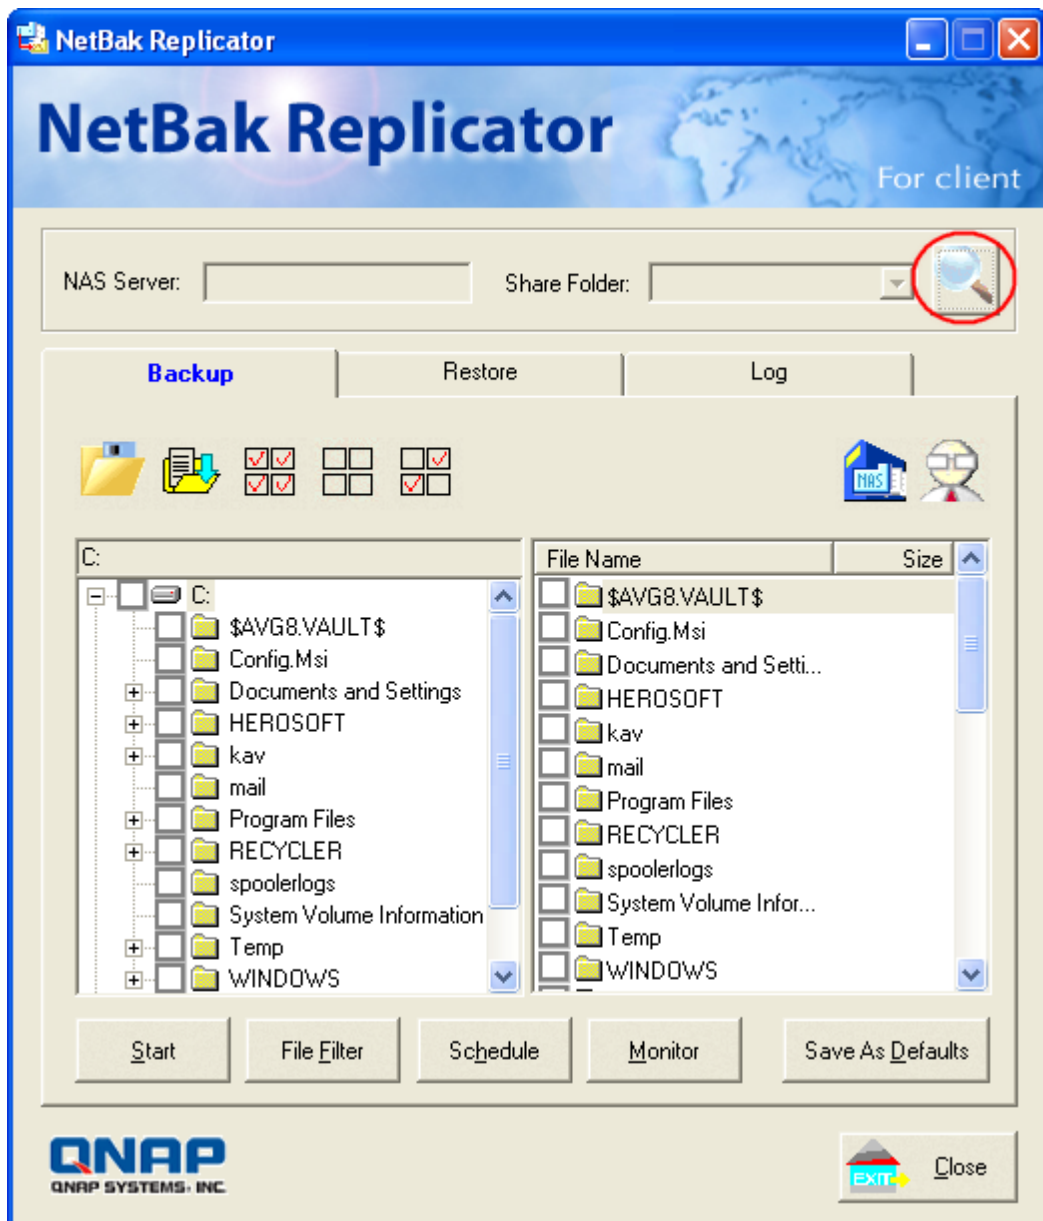 NetBak Replicator
NetBak Replicator
For client
NAS Server:
Share Folder:
Backup
Restore
Log
NAS
C:
C:
$AVG8.VAULT$
Config.Msi
Documents and Settings
HEROSOFT
kav
mail
Program Files
RECYCLER
spoolerlogs
System Volume Information
Temp
WINDOWS
File Name Size
$AVG8.VAULT$
Config.Msi
Documents and Setti...
HEROSOFT
kav
mail
Program Files
RECYCLER
spoolerlogs
System Volume Infor...
Temp
WINDOWS
Start
File Filter
Schedule
Monitor
Save As Defaults
QNAP
QNAP SYSTEMS, INC.
EXIT
Close